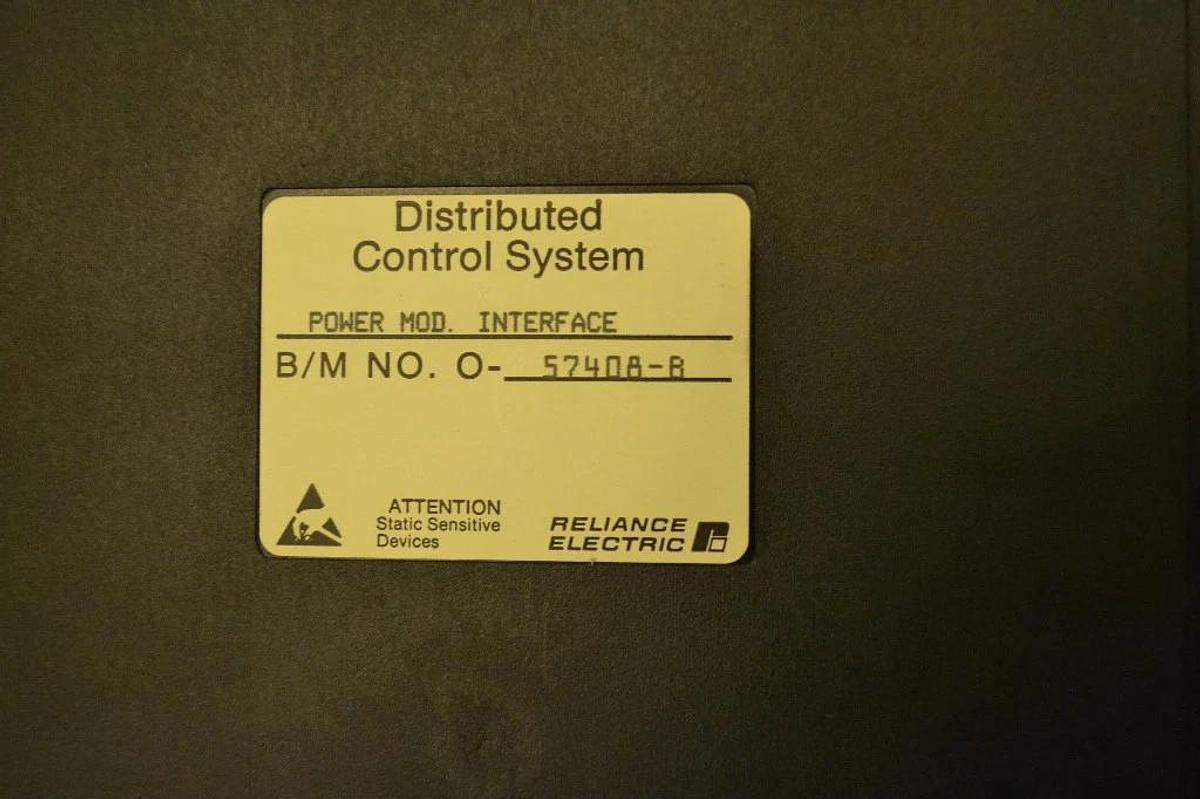 Distributed
Control System
POWER MOD. INTERFACE
B/M NO. O- 57408-B
ATTENTION
Static Sensitive
Devices
RELIANCE
ELECTRIC